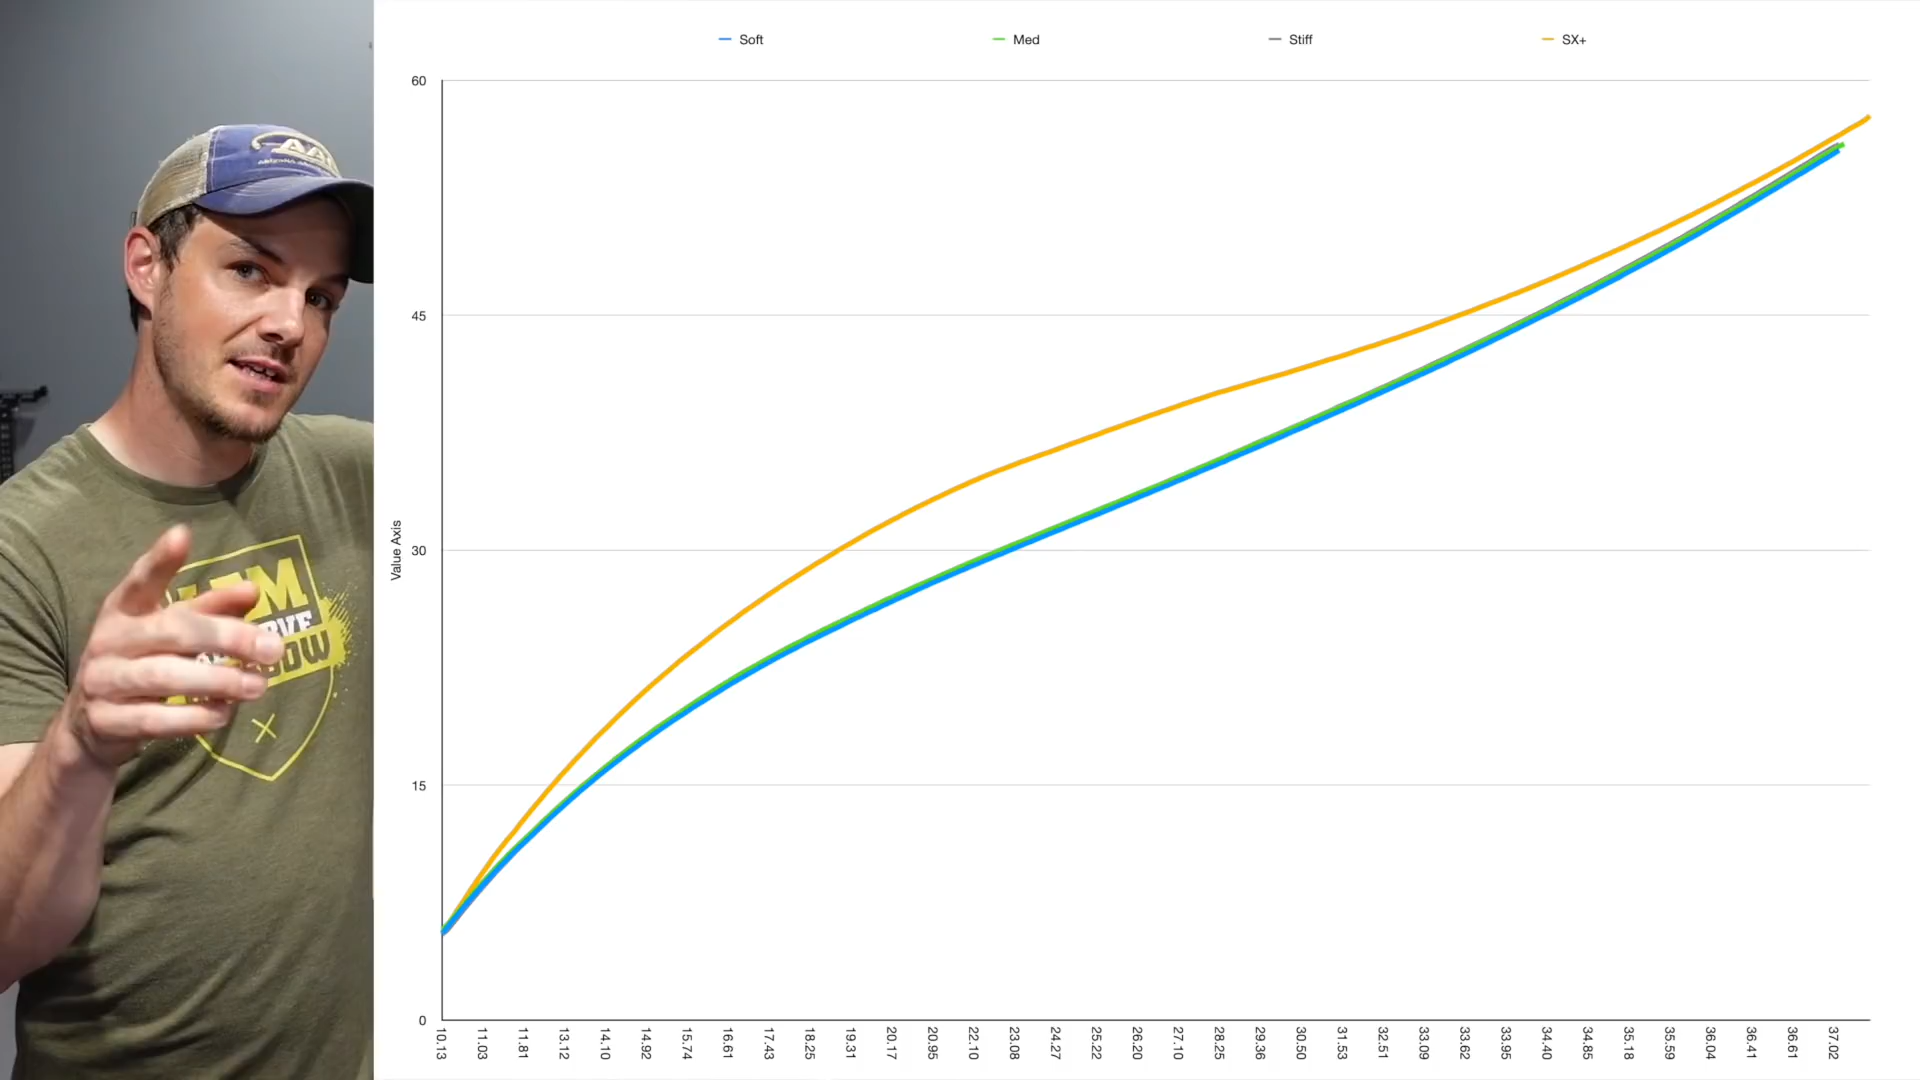 Soft Med Stiff SX+
60
45
30
15
0
Value Axis
10.13 11.03 11.81 13.12 14.10 14.92 15.74 16.61 17.43 18.25 19.31 20.17 20.95 22.10 23.08 24.27 25.22 26.20 27.10 28.25 29.36 30.50 31.53 32.51 33.09 33.62 33.95 34.40 34.85 35.18 35.59 36.04 36.41 36.61 37.02